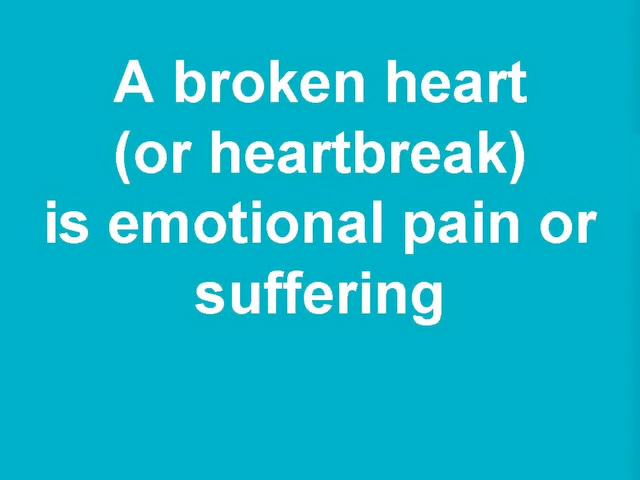 A broken heart
(or heartbreak)
is emotional pain or
suffering